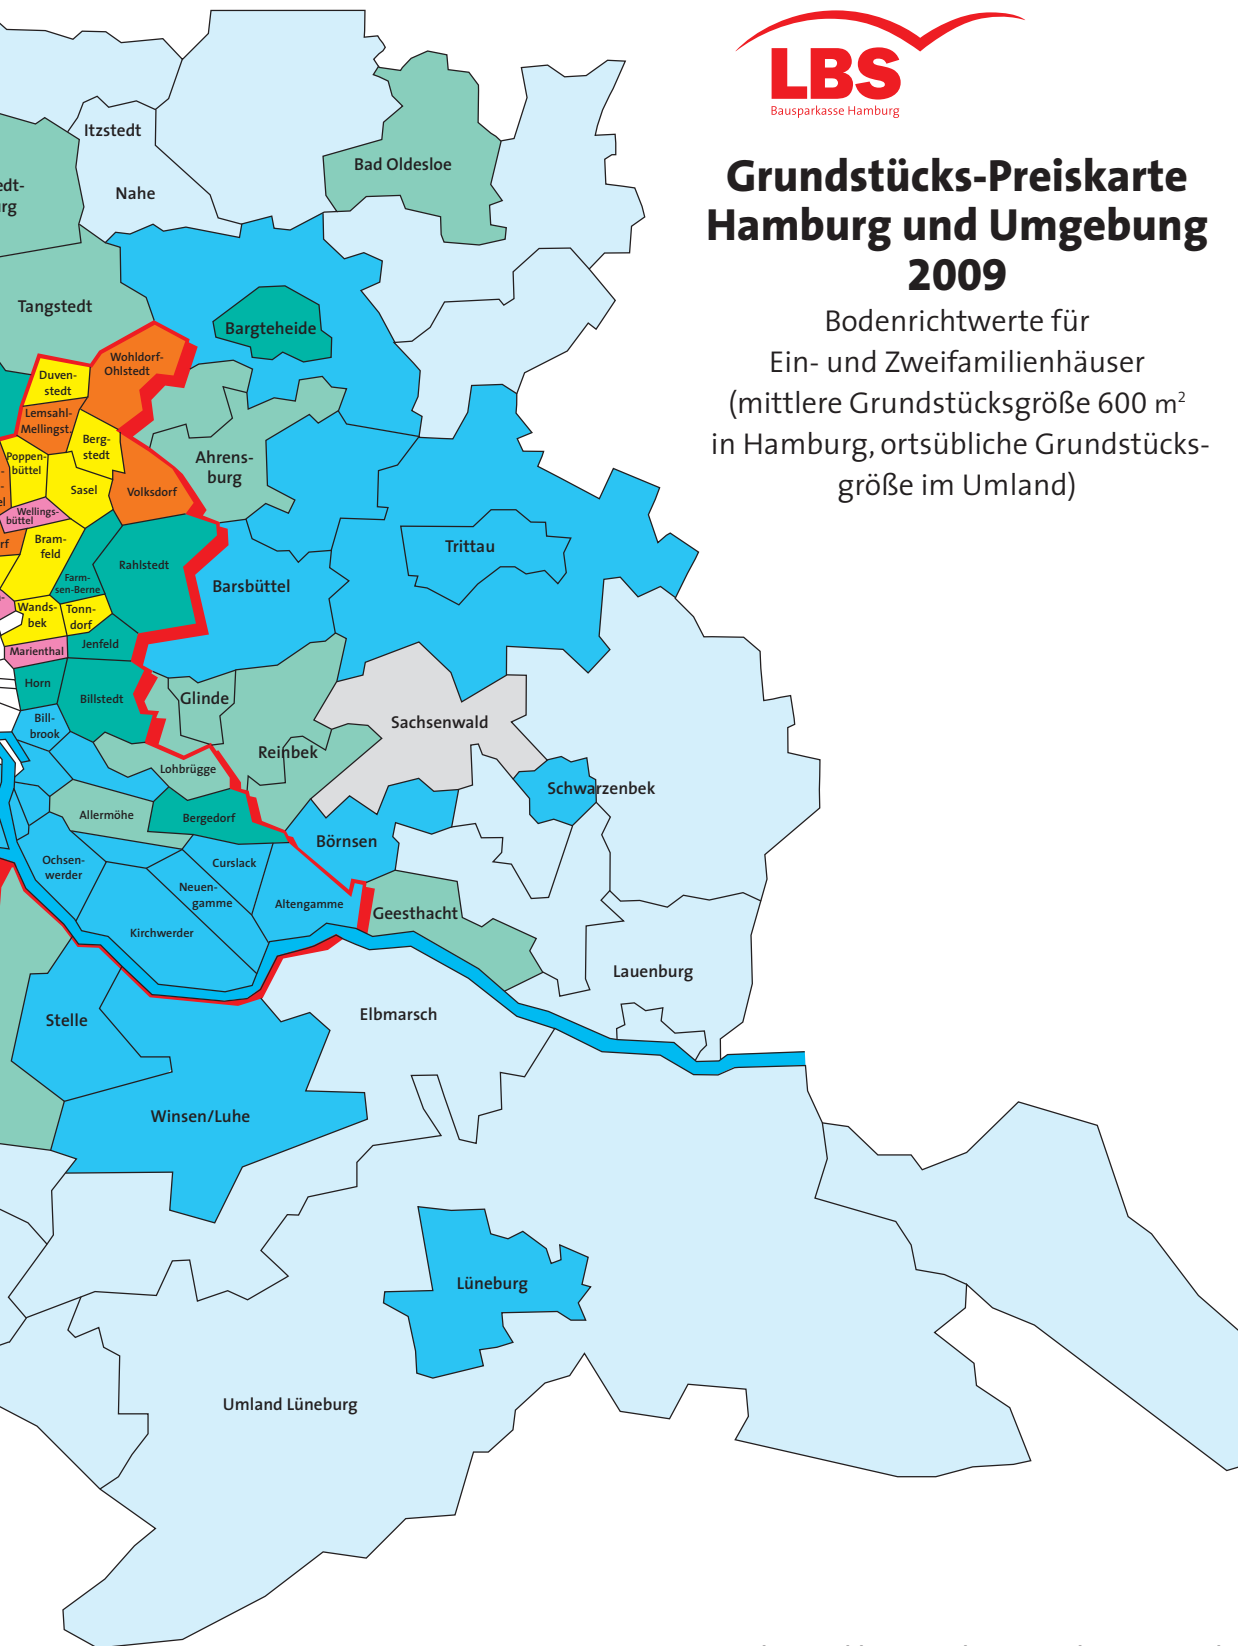 LBS
Bausparkasse Hamburg
Grundstücks-Preiskarte
Hamburg und Umgebung
2009
Bodenrichtwerte für
Ein- und Zweifamilienhäuser
(mittlere Grundstücksgröße 600 m²
in Hamburg, ortsübliche Grundstücks-
größe im Umland)
Itzstedt
Nahe
Bad Oldesloe
edt-
rg
Tangstedt
Bargteheide
Wohldorf-
Ohlstedt
Duven-
stedt
Lemsahl-
Mellingst.
Berg-
stedt
Poppen-
büttel
Sasel
Volksdorf
Ahrens-
burg
Wellings-
büttel
rf
Bram-
feld
Rahlstedt
Farm-
sen-Berne
Trittau
Barsbüttel
Wands-
bek
Tonn-
dorf
Marienthal
Jenfeld
Horn
Billstedt
Glinde
Bill-
brook
Sachsenwald
Reinbek
Lohbrügge
Schwarzenbek
Allermöhe
Bergedorf
Börnsen
Ochsen-
werder
Curslack
Neuen-
gamme
Altengamme
Geesthacht
Kirchwerder
Lauenburg
Stelle
Elbmarsch
Winsen/Luhe
Lüneburg
Umland Lüneburg